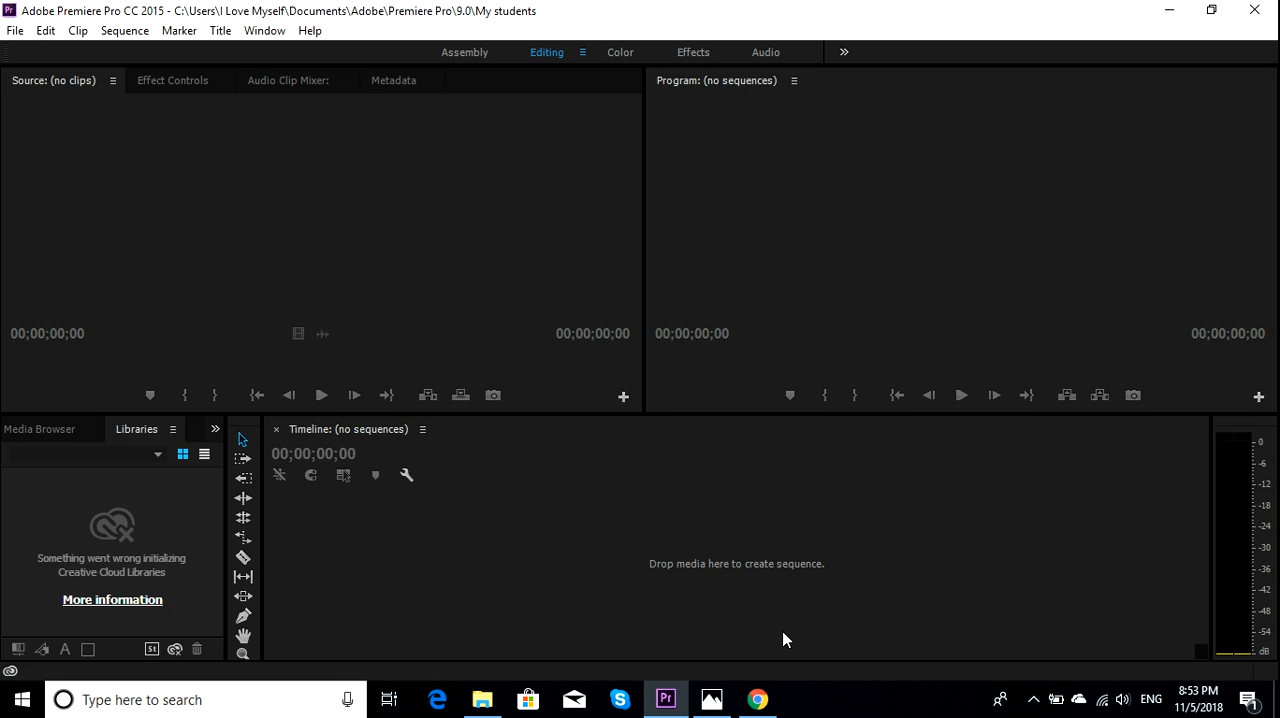 Pr Adobe Premiere Pro CC 2015 - C:\Users\I Love Myself\Documents\Adobe\Premiere Pro\9.0\My students
File Edit Clip Sequence Marker Title Window Help
Assembly Editing Color Effects Audio
Source: (no clips) Effect Controls Audio Clip Mixer: Metadata
Program: (no sequences)
00;00;00;00 00;00;00;00
00;00;00;00 00;00;00;00
Media Browser Libraries
Something went wrong initializing
Creative Cloud Libraries
More information
St
Timeline: (no sequences)
00;00;00;00
Drop media here to create sequence.
0
-6
-12
-18
-24
-30
-36
-42
-48
-54
dB
Type here to search
Pr
ENG
8:53 PM
11/5/2018
1